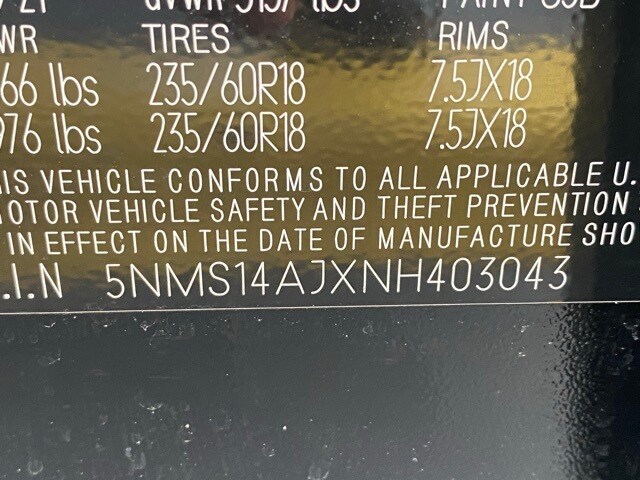 TIRES
WR TIRES RIMS
66 lbs 235/60R18 7.5JX18
976 lbs 235/60R18 7.5JX18
IS VEHICLE CONFORMS TO ALL APPLICABLE U.
OTOR VEHICLE SAFETY AND THEFT PREVENTION S
IN EFFECT ON THE DATE OF MANUFACTURE SHO
.I.N 5NMS14AJXNH403043